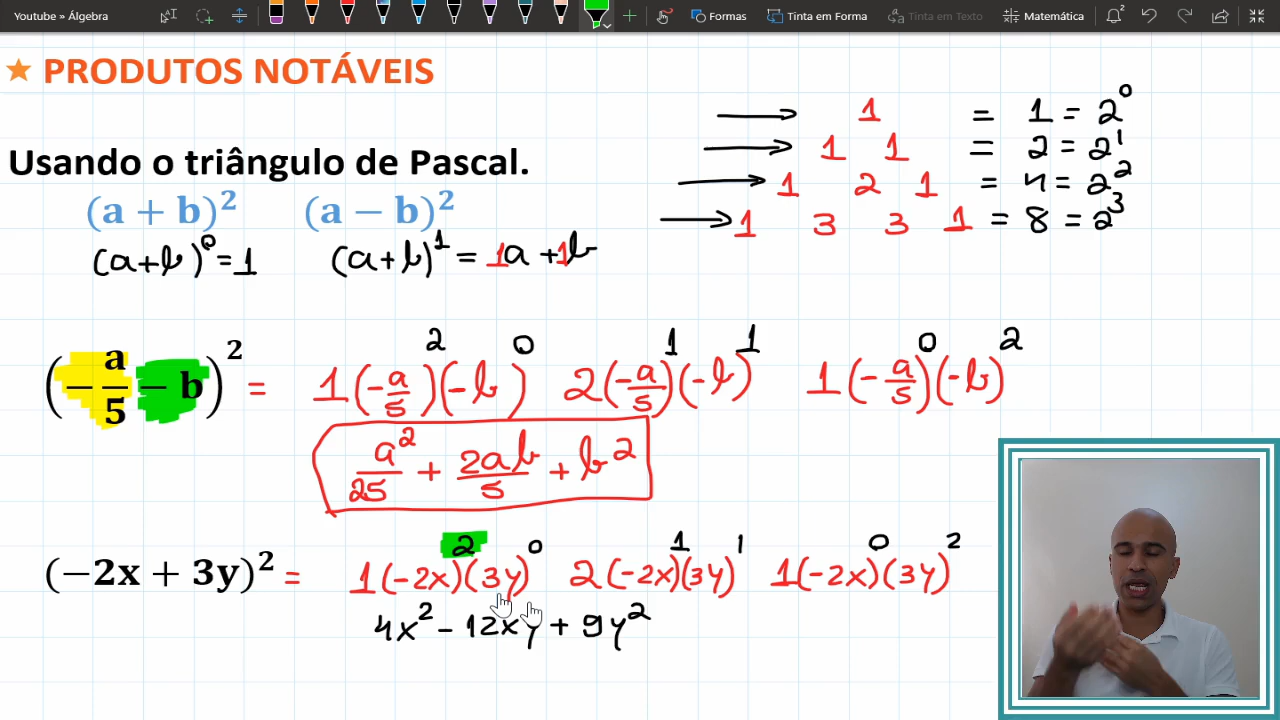 Youtube » Álgebra
Formas
Tinta em Forma
Tinta em Texto
Matemática
2
PRODUTOS NOTÁVEIS
1 = 1 = 2⁰
1 1 = 2 = 2¹
1 2 1 = 4 = 2²
1 3 3 1 = 8 = 2³
Usando o triângulo de Pascal.
(a + b)² (a − b)²
(a+b)⁰ = 1 (a+b)¹ = 1a + 1b
(−a/5 − b)² = 1(−a/5)²(−b)⁰ 2(−a/5)¹(−b)¹ 1(−a/5)⁰(−b)²
a²/25 + 2ab/5 + b²
(−2x + 3y)² = 1(−2x)²(3y)⁰ 2(−2x)¹(3y)¹ 1(−2x)⁰(3y)²
4x² − 12xy + 9y²